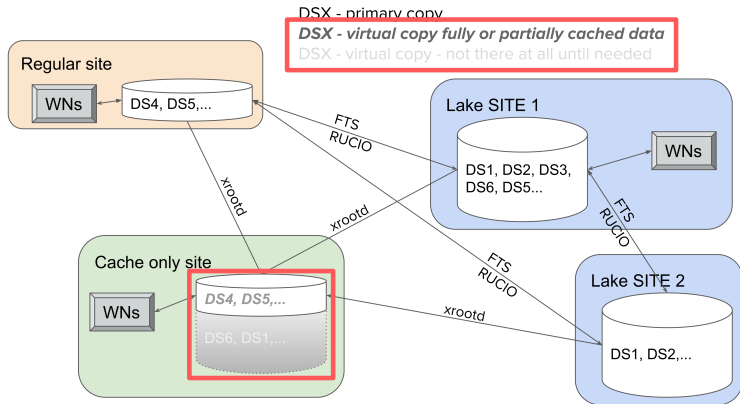 DSX - primary copy
DSX - virtual copy fully or partially cached data
DSX - virtual copy - not there at all until needed
Regular site
WNs
DS4, DS5,...
Lake SITE 1
DS1, DS2, DS3,
DS6, DS5...
WNs
FTS
RUCIO
xrootd
xrootd
FTS
RUCIO
FTS
RUCIO
Cache only site
WNs
DS4, DS5,...
DS6, DS1,...
xrootd
Lake SITE 2
DS1, DS2,...